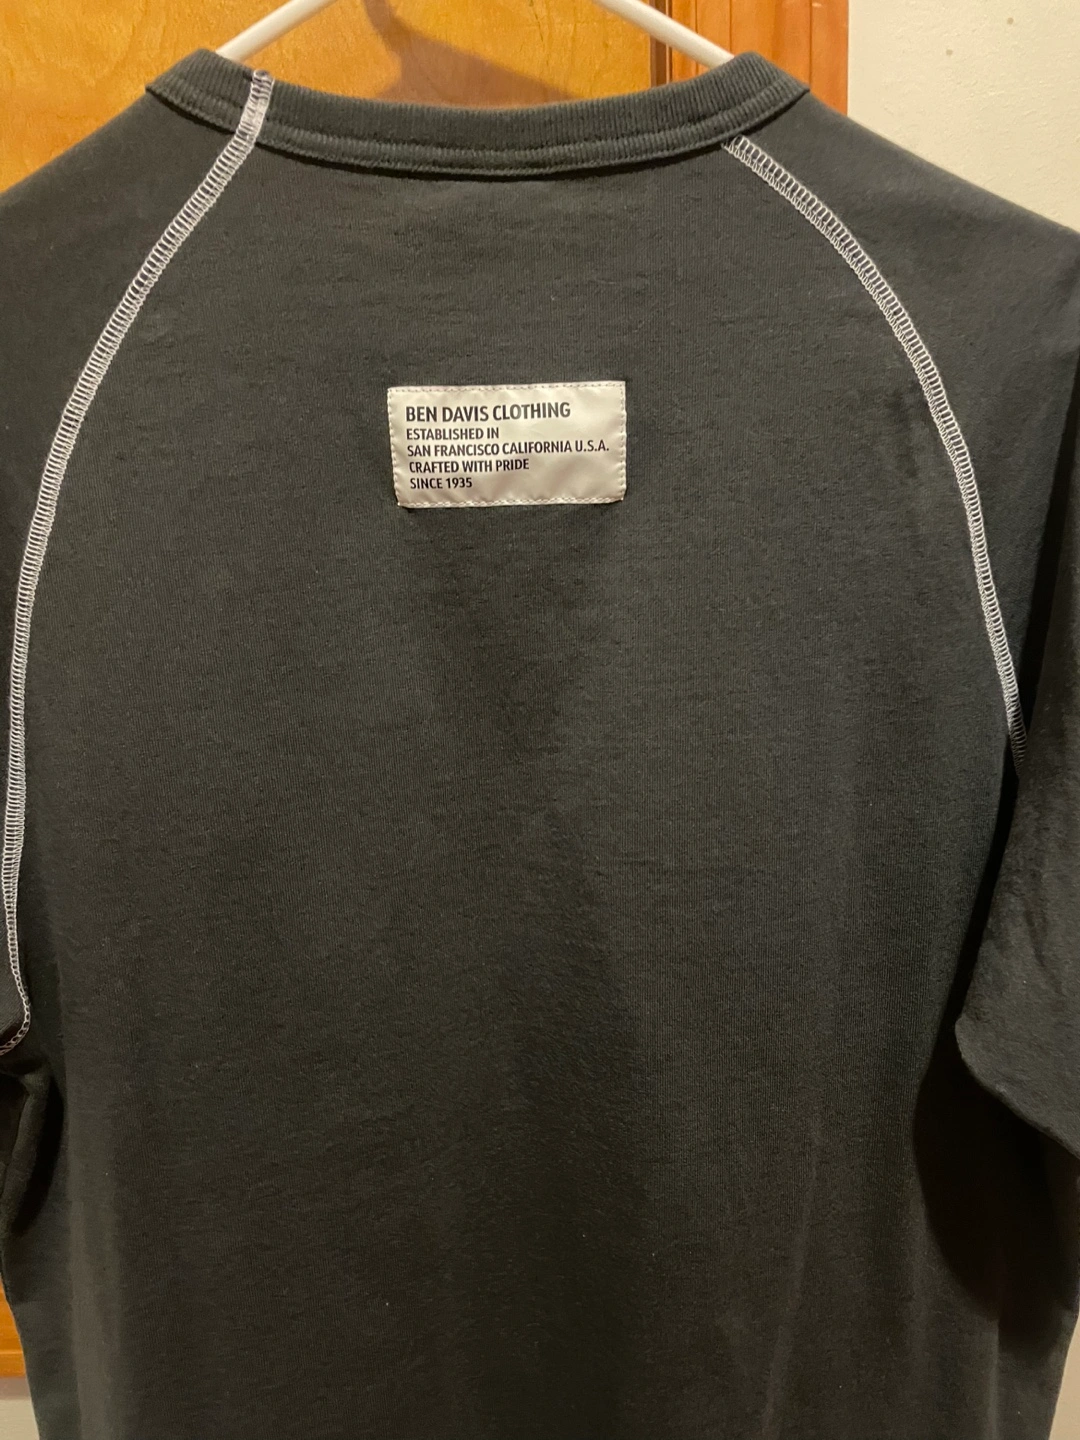 BEN DAVIS CLOTHING
ESTABLISHED IN
SAN FRANCISCO CALIFORNIA U.S.A.
CRAFTED WITH PRIDE
SINCE 1935